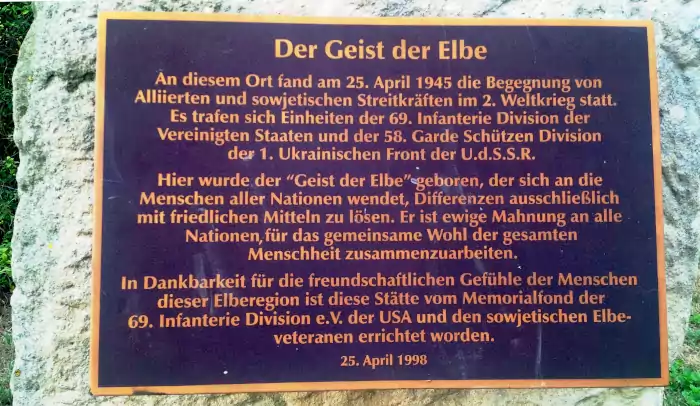 Der Geist der Elbe
An diesem Ort fand am 25. April 1945 die Begegnung von
Alliierten und sowjetischen Streitkräften im 2. Weltkrieg statt.
Es trafen sich Einheiten der 69. Infanterie Division der
Vereinigten Staaten und der 58. Garde Schützen Division
der 1. Ukrainischen Front der U.d.S.S.R.
Hier wurde der "Geist der Elbe" geboren, der sich an die
Menschen aller Nationen wendet, Differenzen ausschließlich
mit friedlichen Mitteln zu lösen. Er ist ewige Mahnung an alle
Nationen, für das gemeinsame Wohl der gesamten
Menschheit zusammenzuarbeiten.
In Dankbarkeit für die freundschaftlichen Gefühle der Menschen
dieser Elberegion ist diese Stätte vom Memorialfond der
69. Infanterie Division e.V. der USA und den sowjetischen Elbe-
veteranen errichtet worden.
25. April 1998